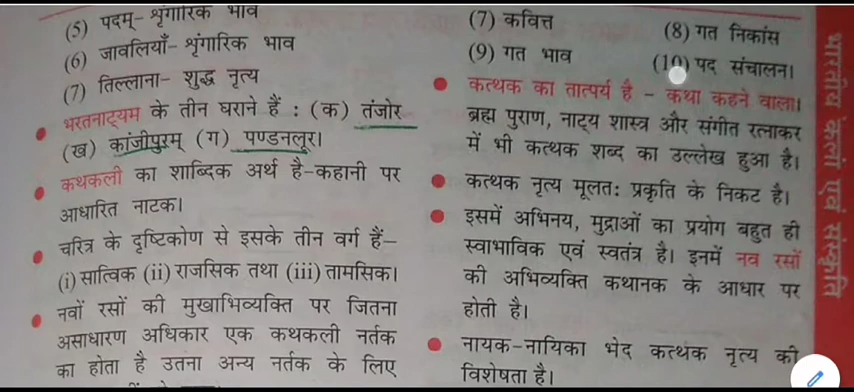 (5) पदम्- शृंगारिक भाव
(6) जावलियाँ- शृंगारिक भाव
(7) तिल्लाना- शुद्ध नृत्य
भरतनाट्यम के तीन घराने हैं : (क) तंजोर
(ख) कांजीपुरम् (ग) पण्डनलूर।
कथकली का शाब्दिक अर्थ है-कहानी पर
आधारित नाटक।
चरित्र के दृष्टिकोण से इसके तीन वर्ग हैं–
(i) सात्विक (ii) राजसिक तथा (iii) तामसिक।
नवों रसों की मुखाभिव्यक्ति पर जितना
असाधारण अधिकार एक कथकली नर्तक
का होता है उतना अन्य नर्तक के लिए
(7) कवित्त
(8) गत निकांस
(9) गत भाव
(10) पद संचालन।
कत्थक का तात्पर्य है - कथा कहने वाला।
ब्रह्म पुराण, नाट्य शास्त्र और संगीत रत्नाकर
में भी कत्थक शब्द का उल्लेख हुआ है।
कत्थक नृत्य मूलतः प्रकृति के निकट है।
इसमें अभिनय, मुद्राओं का प्रयोग बहुत ही
स्वाभाविक एवं स्वतंत्र है। इनमें नव रसों
की अभिव्यक्ति कथानक के आधार पर
होती है।
नायक-नायिका भेद कत्थक नृत्य की
विशेषता है।
भारतीय कला एवं संस्कृति